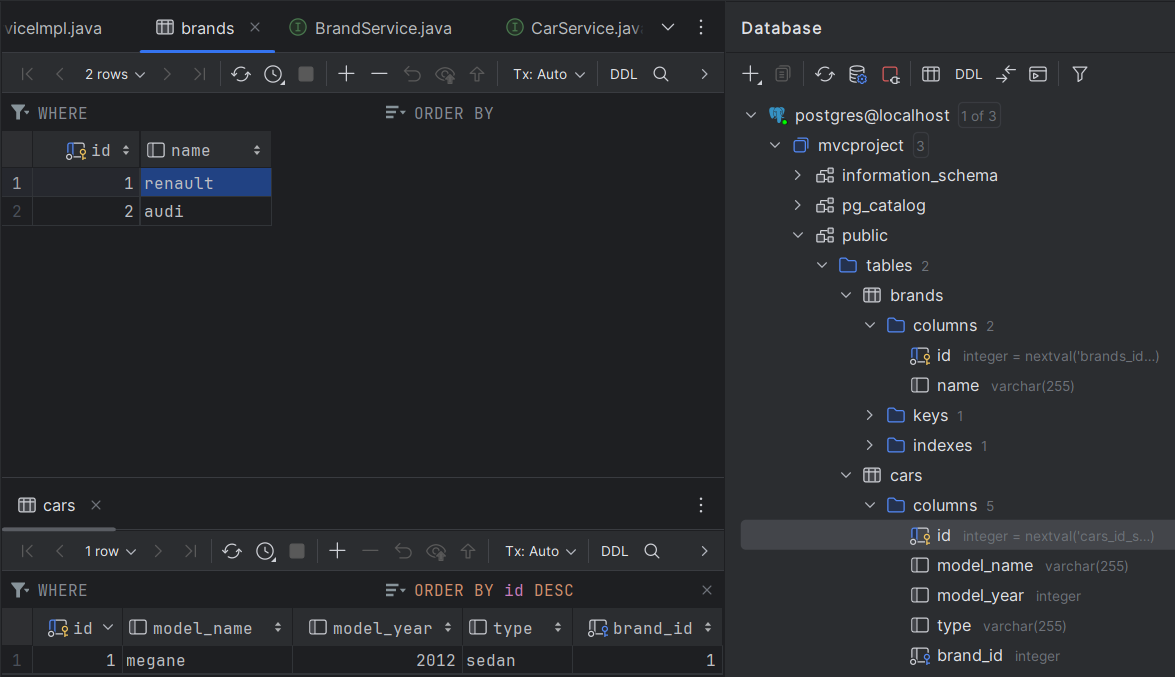 viceImpl.java brands BrandService.java CarService.java
2 rows Tx: Auto DDL
WHERE ORDER BY
id name
1 1 renault
2 2 audi
cars
1 row Tx: Auto DDL
WHERE ORDER BY id DESC
id model_name model_year type brand_id
1 1 megane 2012 sedan 1
Database
DDL
postgres@localhost 1 of 3
mvcproject 3
information_schema
pg_catalog
public
tables 2
brands
columns 2
id integer = nextval('brands_id...)
name varchar(255)
keys 1
indexes 1
cars
columns 5
id integer = nextval('cars_id_s...)
model_name varchar(255)
model_year integer
type varchar(255)
brand_id integer